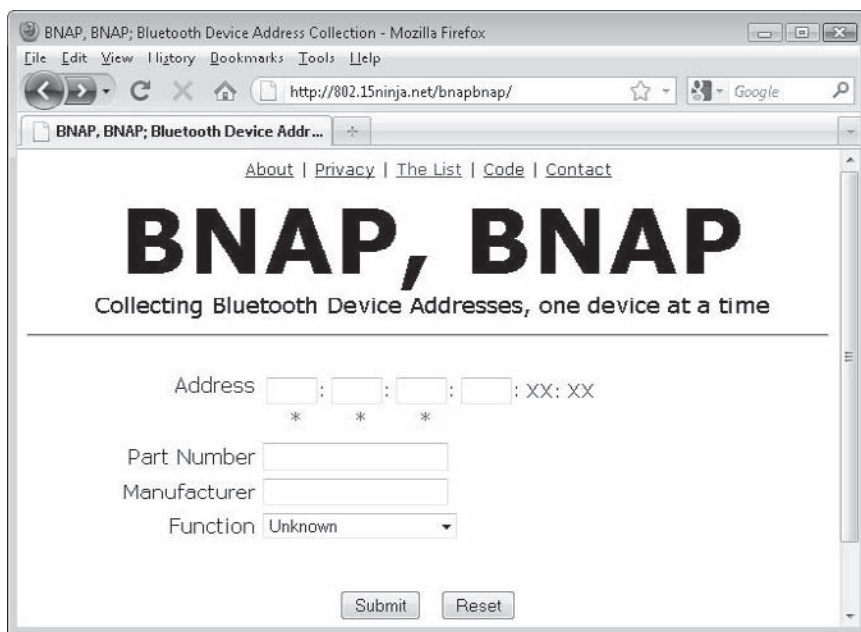 BNAP, BNAP; Bluetooth Device Address Collection - Mozilla Firefox
File Edit View History Bookmarks Tools Help
http://802.15ninja.net/bnapbnap/
Google
BNAP, BNAP; Bluetooth Device Addr...
About | Privacy | The List | Code | Contact
BNAP, BNAP
Collecting Bluetooth Device Addresses, one device at a time
Address : : : : XX: XX
* * *
Part Number
Manufacturer
Function Unknown
Submit Reset